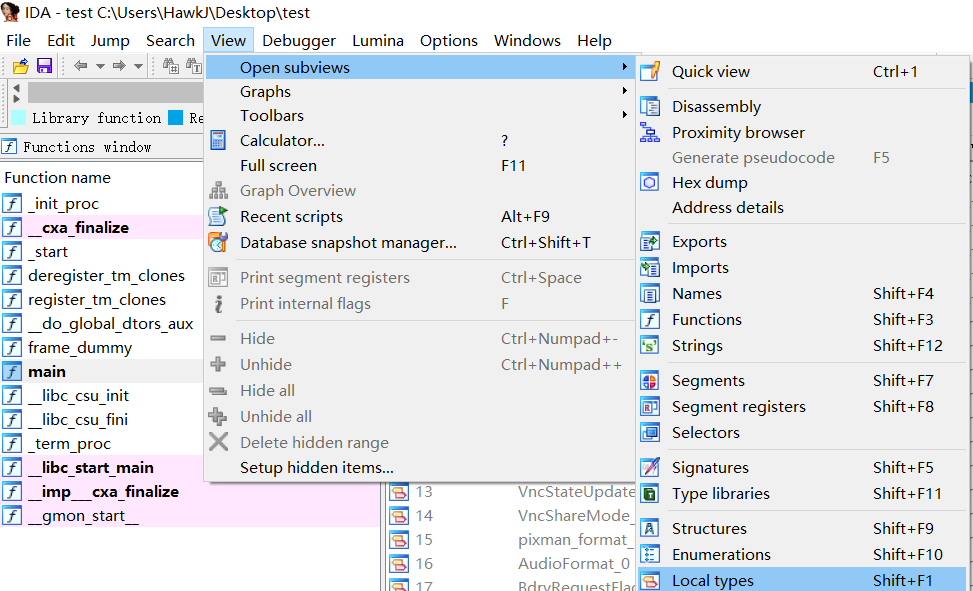 IDA - test C:\Users\HawkJ\Desktop\test
File Edit Jump Search View Debugger Lumina Options Windows Help
Library function Re
Functions window
Function name
_init_proc
__cxa_finalize
_start
deregister_tm_clones
register_tm_clones
__do_global_dtors_aux
frame_dummy
main
__libc_csu_init
__libc_csu_fini
_term_proc
__libc_start_main
__imp___cxa_finalize
__gmon_start__
Open subviews
Graphs
Toolbars
Calculator... ?
Full screen F11
Graph Overview
Recent scripts Alt+F9
Database snapshot manager... Ctrl+Shift+T
Print segment registers Ctrl+Space
Print internal flags F
Hide Ctrl+Numpad+-
Unhide Ctrl+Numpad++
Hide all
Unhide all
Delete hidden range
Setup hidden items...
13 VncStateUpdate
14 VncShareMode_
15 pixman_format_
16 AudioFormat_0
17 BdrvRequestFlag
Quick view Ctrl+1
Disassembly
Proximity browser
Generate pseudocode F5
Hex dump
Address details
Exports
Imports
Names Shift+F4
Functions Shift+F3
Strings Shift+F12
Segments Shift+F7
Segment registers Shift+F8
Selectors
Signatures Shift+F5
Type libraries Shift+F11
Structures Shift+F9
Enumerations Shift+F10
Local types Shift+F1